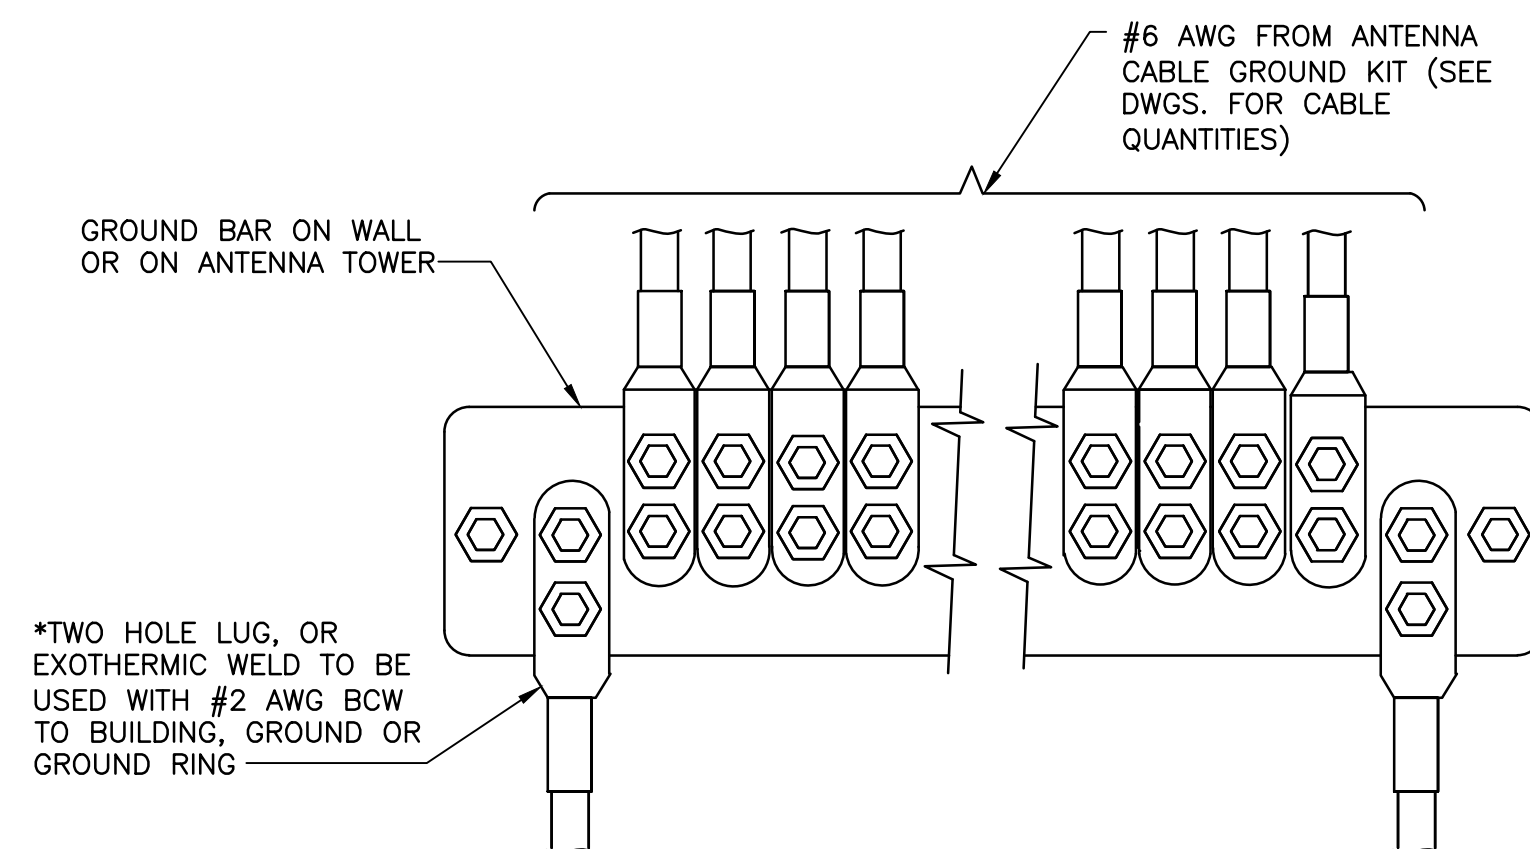 #6 AWG FROM ANTENNA
CABLE GROUND KIT (SEE
DWGS. FOR CABLE
QUANTITIES)
GROUND BAR ON WALL
OR ON ANTENNA TOWER
*TWO HOLE LUG, OR
EXOTHERMIC WELD TO BE
USED WITH #2 AWG BCW
TO BUILDING, GROUND OR
GROUND RING